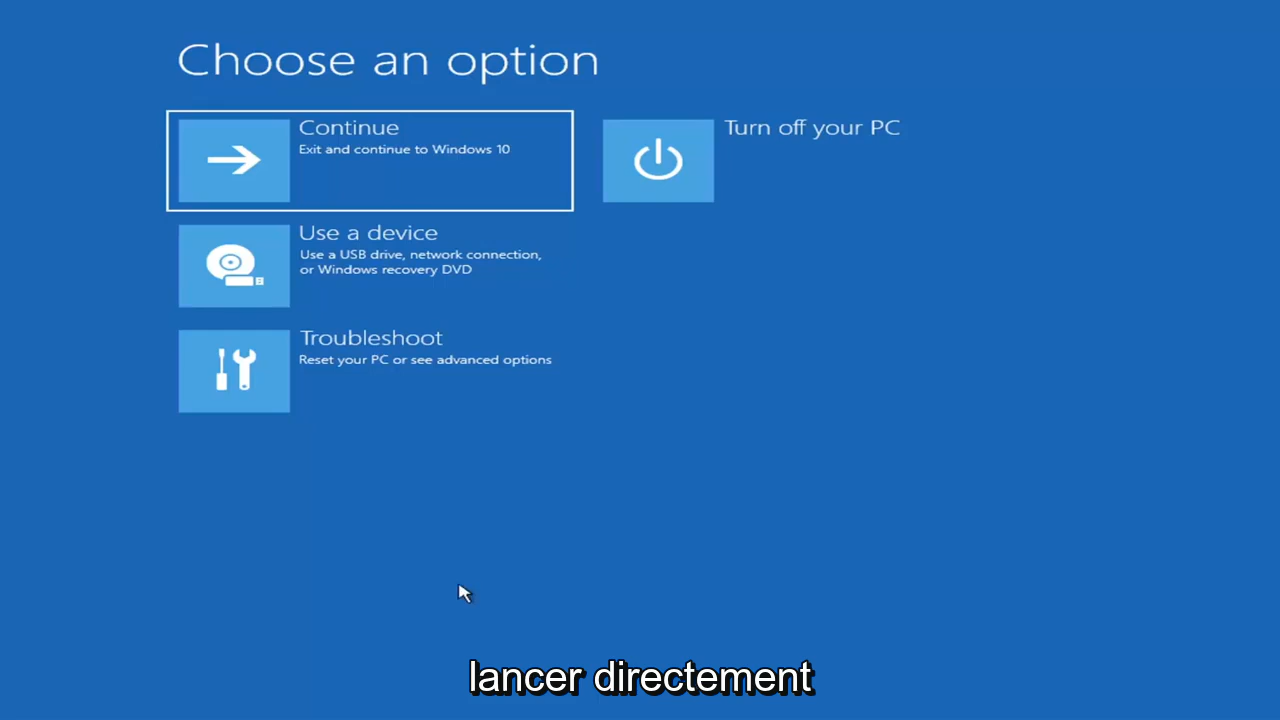 Choose an option
Continue
Exit and continue to Windows 10
Turn off your PC
Use a device
Use a USB drive, network connection,
or Windows recovery DVD
Troubleshoot
Reset your PC or see advanced options
lancer directement